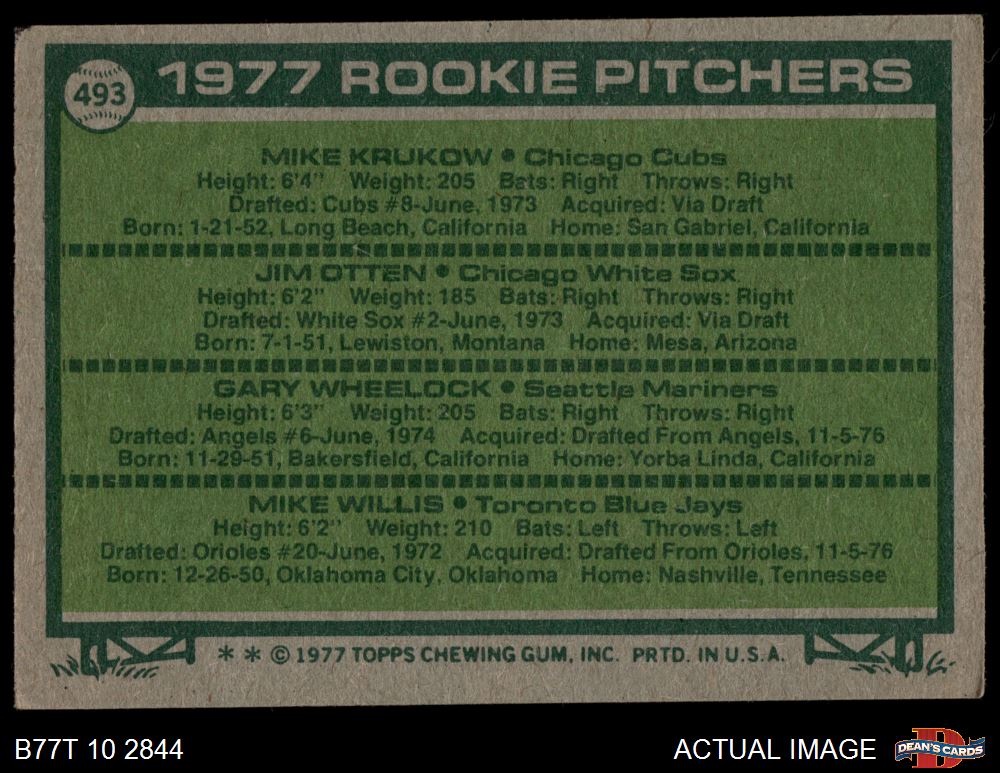 493
1977 ROOKIE PITCHERS
MIKE KRUKOW • Chicago Cubs
Height: 6'4" Weight: 205 Bats: Right Throws: Right
Drafted: Cubs #8-June, 1973 Acquired: Via Draft
Born: 1-21-52, Long Beach, California Home: San Gabriel, California
JIM OTTEN • Chicago White Sox
Height: 6'2" Weight: 185 Bats: Right Throws: Right
Drafted: White Sox #2-June, 1973 Acquired: Via Draft
Born: 7-1-51, Lewiston, Montana Home: Mesa, Arizona
GARY WHEELOCK • Seattle Mariners
Height: 6'3" Weight: 205 Bats: Right Throws: Right
Drafted: Angels #6-June, 1974 Acquired: Drafted From Angels, 11-5-76
Born: 11-29-51, Bakersfield, California Home: Yorba Linda, California
MIKE WILLIS • Toronto Blue Jays
Height: 6'2" Weight: 210 Bats: Left Throws: Left
Drafted: Orioles #20-June, 1972 Acquired: Drafted From Orioles, 11-5-76
Born: 12-26-50, Oklahoma City, Oklahoma Home: Nashville, Tennessee
* * © 1977 TOPPS CHEWING GUM, INC. PRTD. IN U.S.A.
B77T 10 2844 ACTUAL IMAGE
D
DEAN'S CARDS